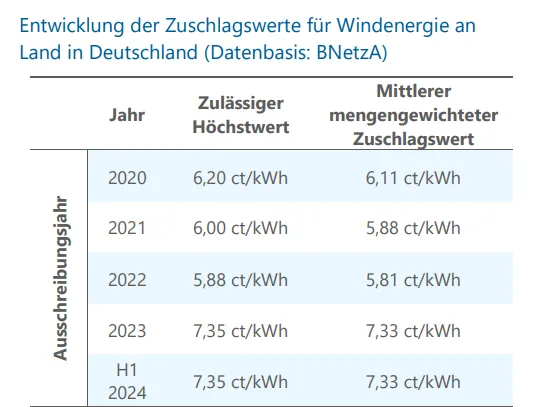 Entwicklung der Zuschlagswerte für Windenergie an
Land in Deutschland (Datenbasis: BNetzA)
Jahr
Zulässiger
Höchstwert
Mittlerer
mengengewichteter
Zuschlagswert
Ausschreibungsjahr
2020 6,20 ct/kWh 6,11 ct/kWh
2021 6,00 ct/kWh 5,88 ct/kWh
2022 5,88 ct/kWh 5,81 ct/kWh
2023 7,35 ct/kWh 7,33 ct/kWh
H1
2024 7,35 ct/kWh 7,33 ct/kWh